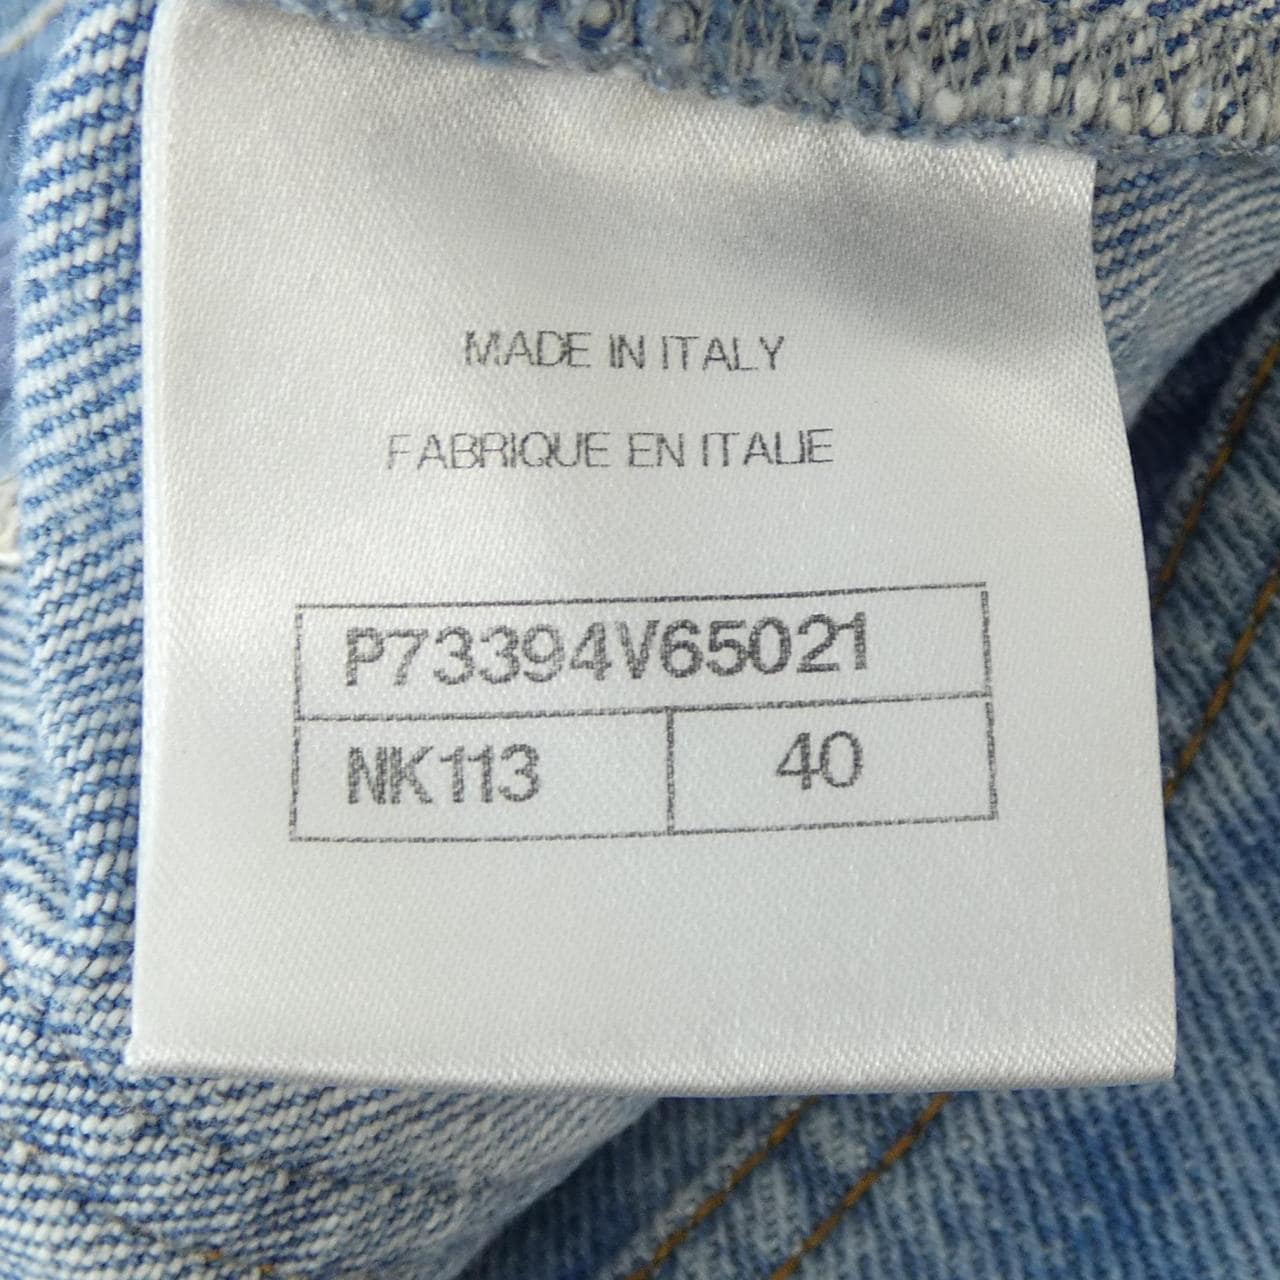 MADE IN ITALY
FABRIQUE EN ITALIE
P73394V65021
NK113 40